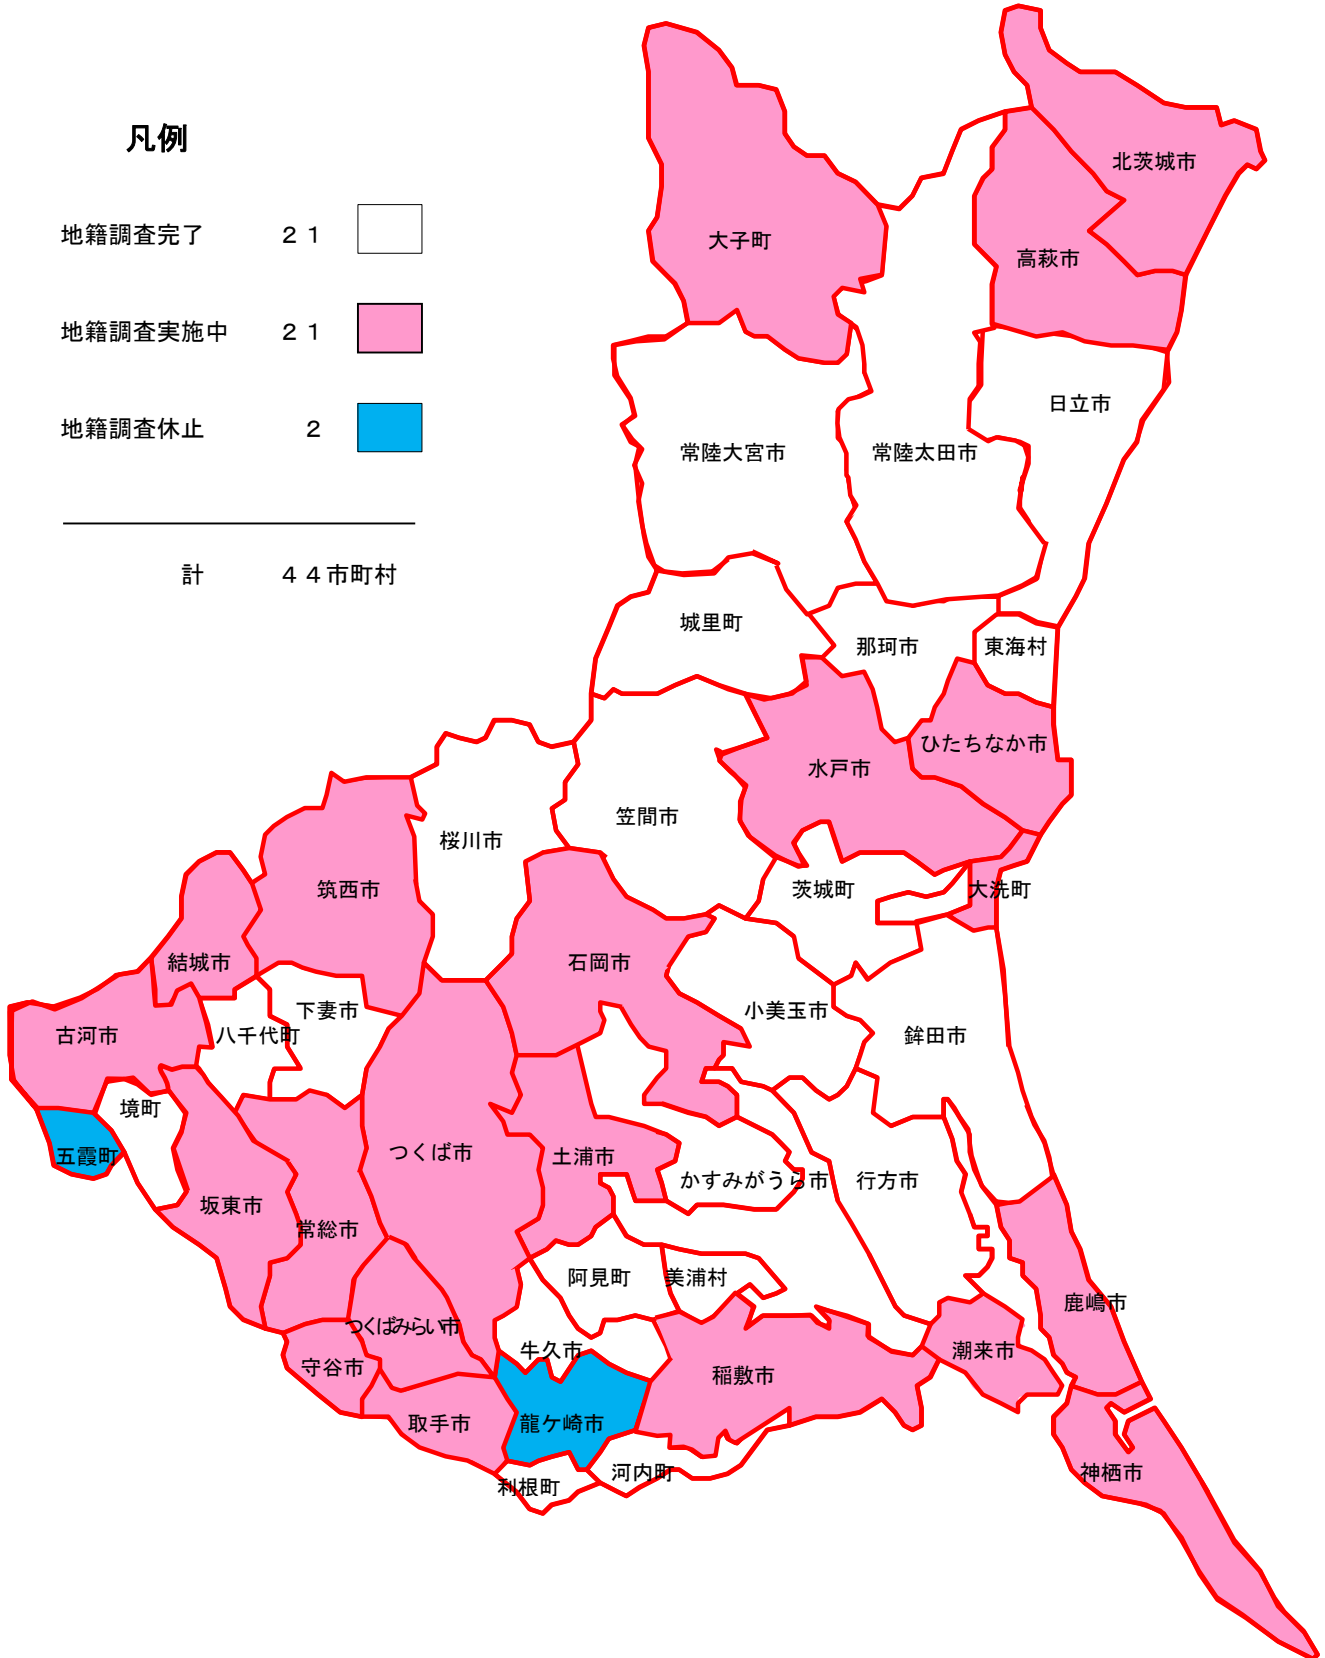 凡例
地籍調査完了　２１
地籍調査実施中　２１
地籍調査休止　２
計　４４市町村
北茨城市
大子町
高萩市
日立市
常陸大宮市
常陸太田市
城里町
那珂市
東海村
ひたちなか市
水戸市
笠間市
桜川市
筑西市
茨城町
大洗町
結城市
石岡市
小美玉市
下妻市
八千代町
古河市
鉾田市
境町
五霞町
つくば市
土浦市
かすみがうら市
行方市
坂東市
常総市
阿見町
美浦村
鹿嶋市
つくばみらい市
牛久市
潮来市
守谷市
稲敷市
取手市
龍ケ崎市
河内町
神栖市
利根町